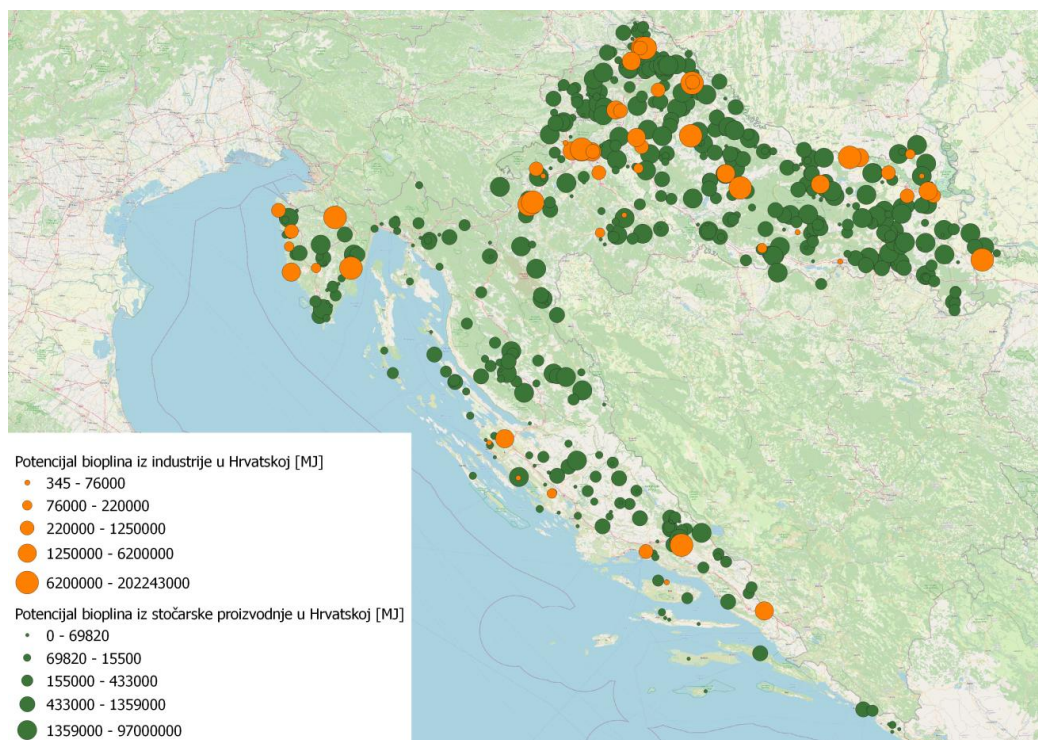 Potencijal bioplina iz industrije u Hrvatskoj [MJ]
345 - 76000
76000 - 220000
220000 - 1250000
1250000 - 6200000
6200000 - 202243000
Potencijal bioplina iz stočarske proizvodnje u Hrvatskoj [MJ]
0 - 69820
69820 - 15500
155000 - 433000
433000 - 1359000
1359000 - 97000000